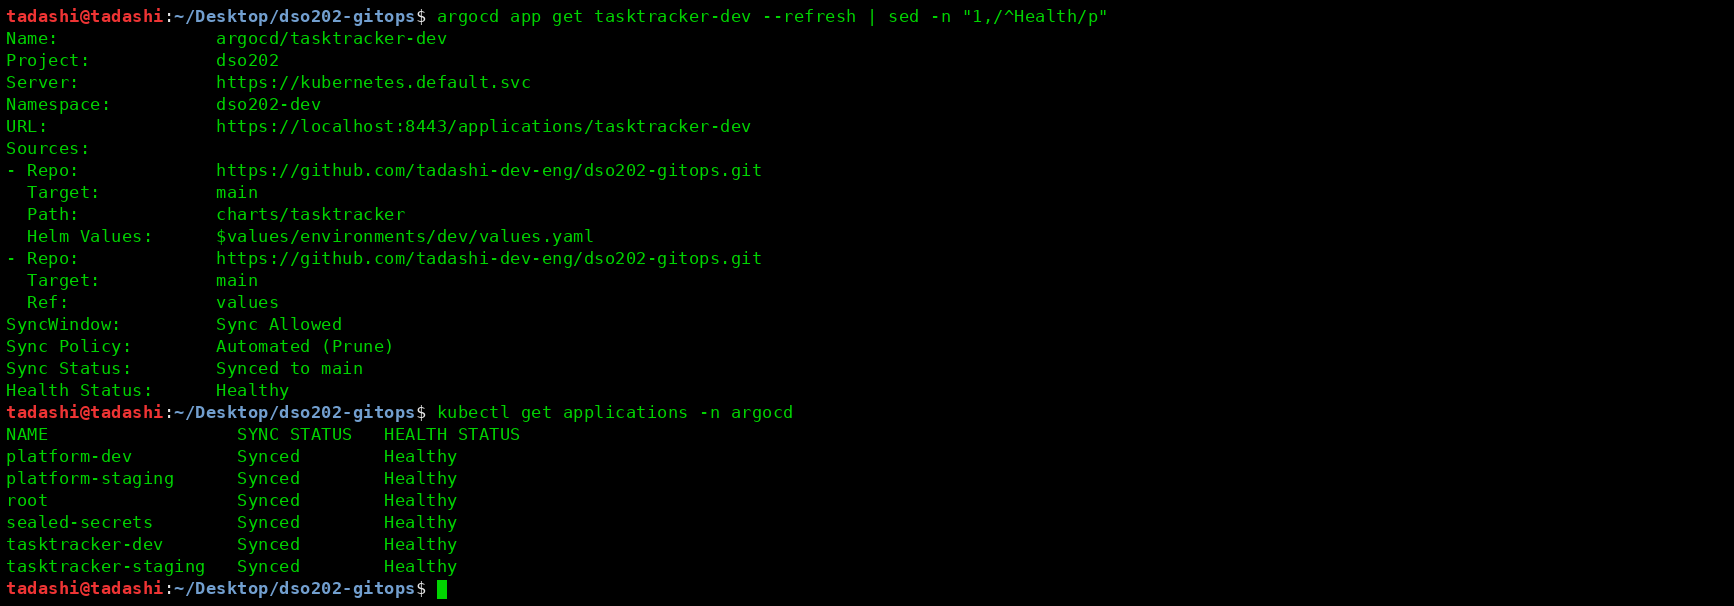 tadashi@tadashi:~/Desktop/dso202-gitops$ argocd app get tasktracker-dev --refresh | sed -n "1,/^Health/p"
Name:               argocd/tasktracker-dev
Project:            dso202
Server:             https://kubernetes.default.svc
Namespace:          dso202-dev
URL:                https://localhost:8443/applications/tasktracker-dev
Sources:
- Repo:             https://github.com/tadashi-dev-eng/dso202-gitops.git
  Target:           main
  Path:             charts/tasktracker
  Helm Values:      $values/environments/dev/values.yaml
- Repo:             https://github.com/tadashi-dev-eng/dso202-gitops.git
  Target:           main
  Ref:              values
SyncWindow:         Sync Allowed
Sync Policy:        Automated (Prune)
Sync Status:        Synced to main
Health Status:      Healthy
tadashi@tadashi:~/Desktop/dso202-gitops$ kubectl get applications -n argocd
NAME                  SYNC STATUS   HEALTH STATUS
platform-dev          Synced        Healthy
platform-staging      Synced        Healthy
root                  Synced        Healthy
sealed-secrets        Synced        Healthy
tasktracker-dev       Synced        Healthy
tasktracker-staging   Synced        Healthy
tadashi@tadashi:~/Desktop/dso202-gitops$